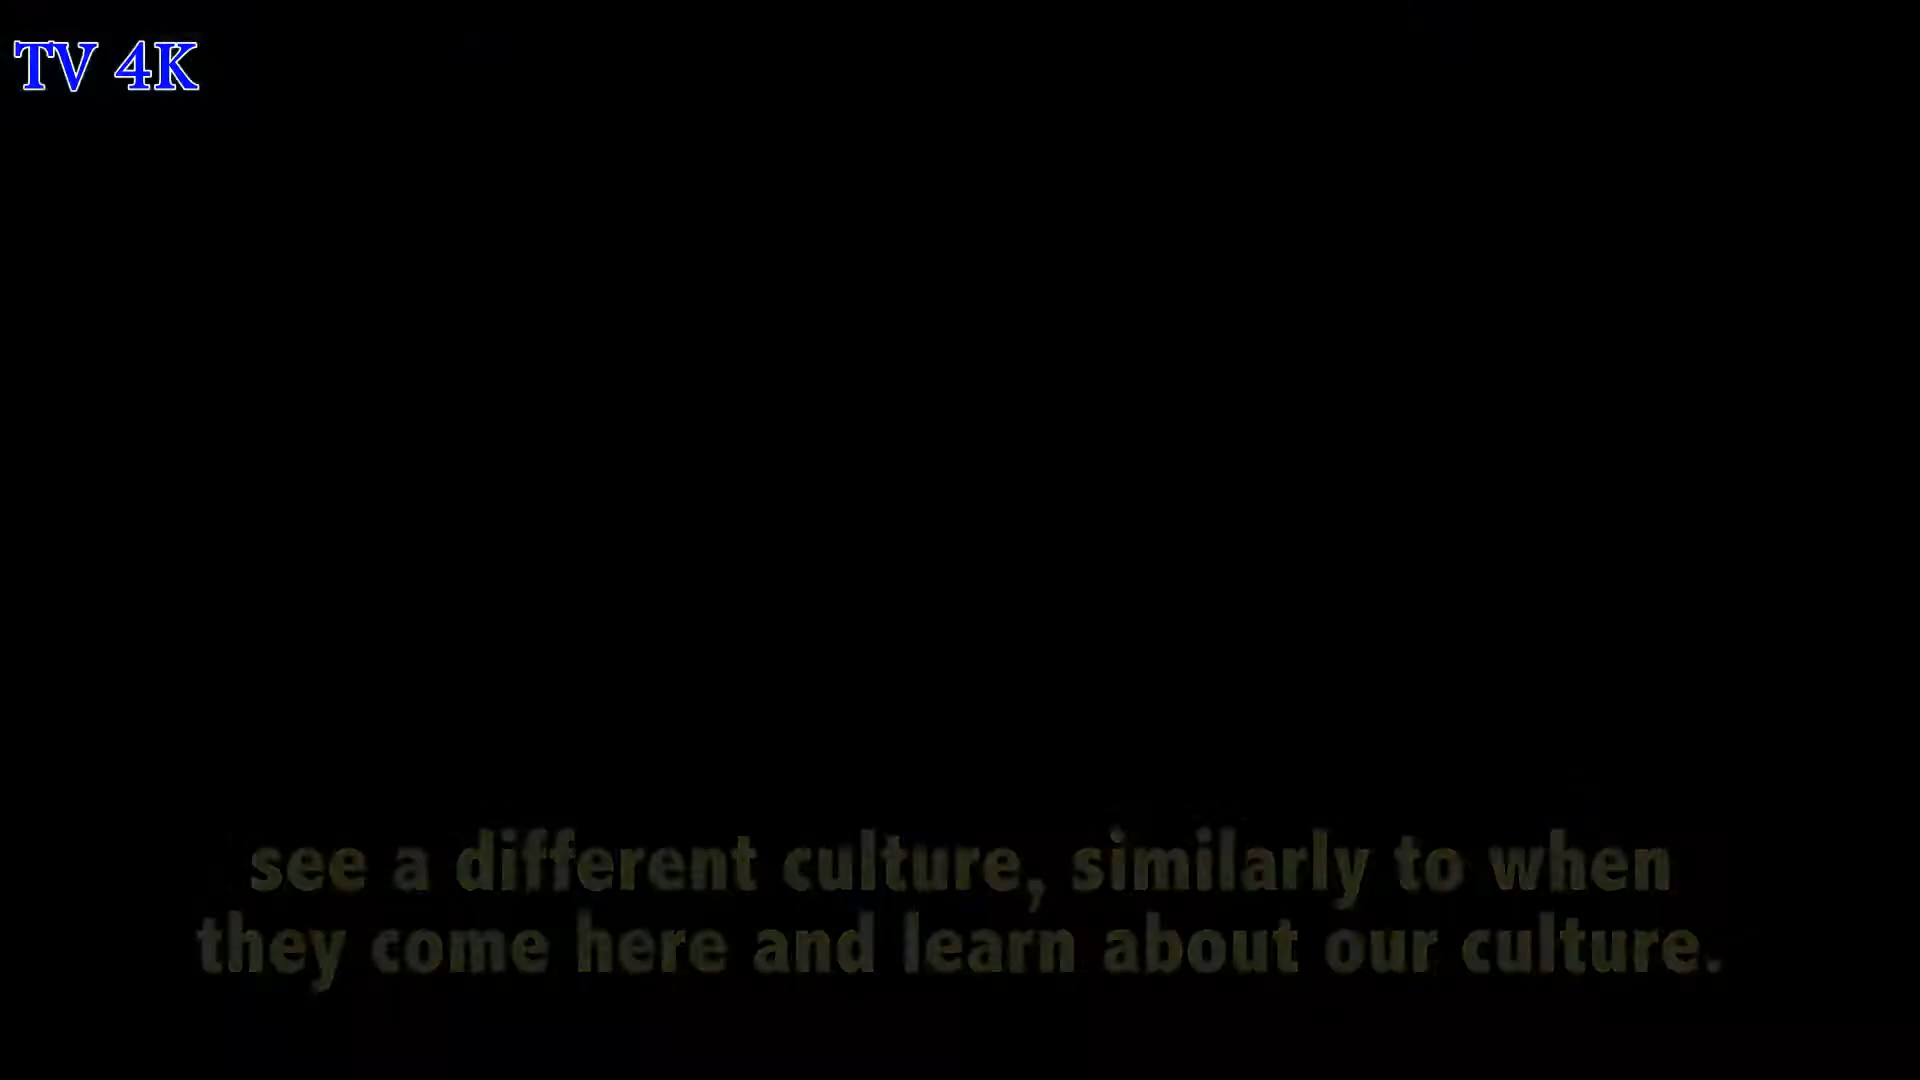 TV 4K
see a different culture, similarly to when
they come here and learn about our culture.